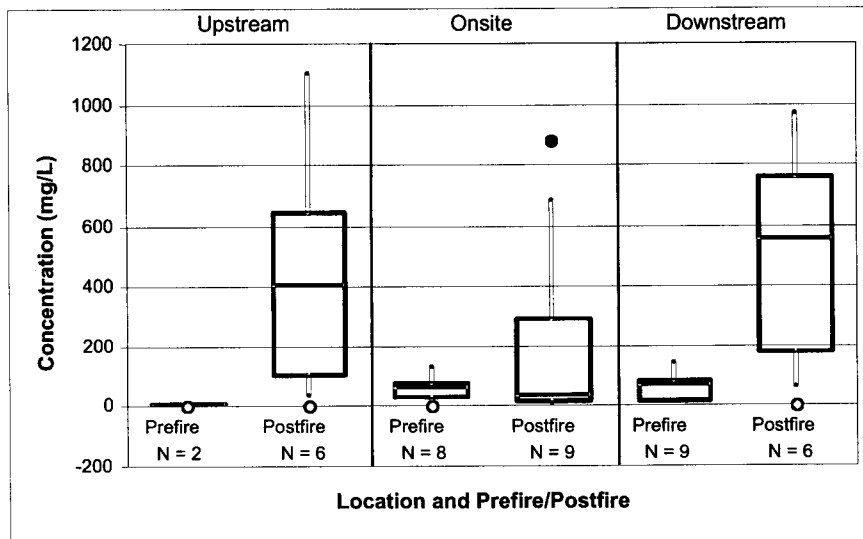 Upstream Onsite Downstream
1200
1000
800
600
400
200
0
-200
Concentration (mg/L)
Prefire Postfire Prefire Postfire Prefire Postfire
N = 2 N = 6 N = 8 N = 9 N = 9 N = 6
Location and Prefire/Postfire